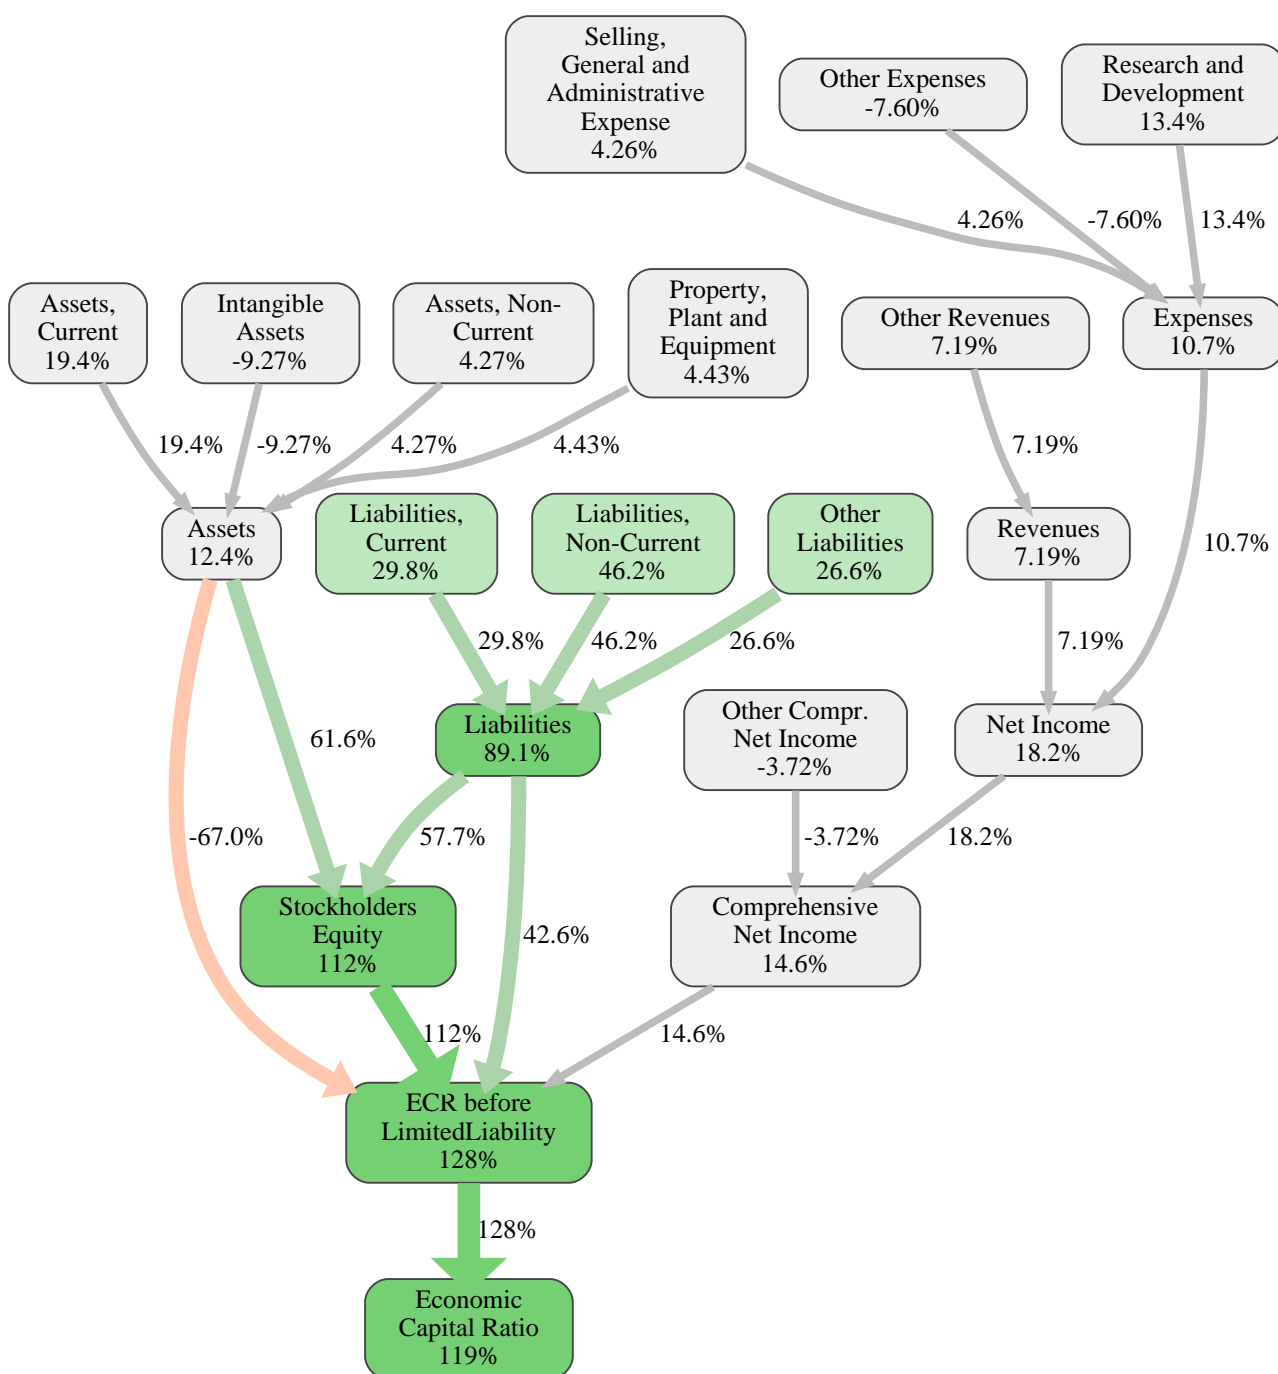 Selling,
General and
Administrative
Expense
4.26%
Other Expenses
-7.60%
Research and
Development
13.4%
4.26%
-7.60%
13.4%
Assets,
Current
19.4%
Intangible
Assets
-9.27%
Assets, Non-
Current
4.27%
Property,
Plant and
Equipment
4.43%
Other Revenues
7.19%
Expenses
10.7%
19.4%
-9.27%
4.27%
4.43%
7.19%
Assets
12.4%
Liabilities,
Current
29.8%
Liabilities,
Non-Current
46.2%
Other
Liabilities
26.6%
Revenues
7.19%
10.7%
29.8%
46.2%
26.6%
7.19%
61.6%
Liabilities
89.1%
Other Compr.
Net Income
-3.72%
Net Income
18.2%
-67.0%
57.7%
-3.72%
18.2%
Stockholders
Equity
112%
42.6%
Comprehensive
Net Income
14.6%
112%
14.6%
ECR before
LimitedLiability
128%
128%
Economic
Capital Ratio
119%